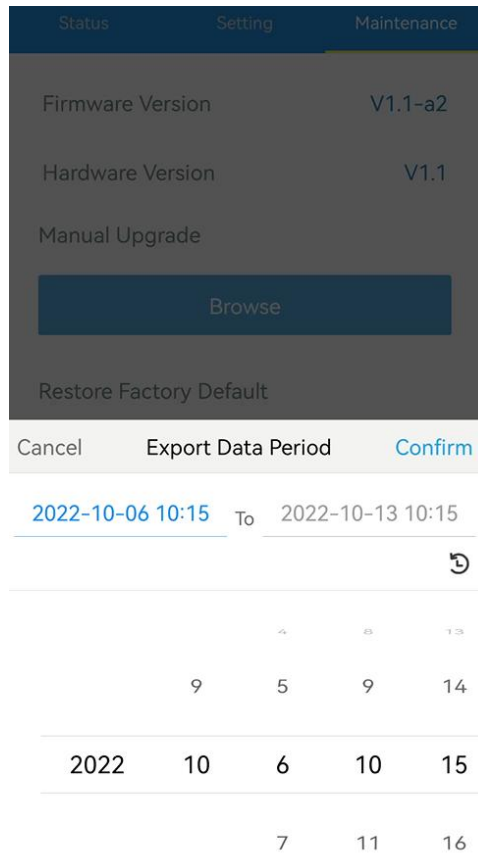 Status Setting Maintenance
Firmware Version V1.1-a2
Hardware Version V1.1
Manual Upgrade
Browse
Restore Factory Default
Cancel Export Data Period Confirm
2022-10-06 10:15 To 2022-10-13 10:15
4 8 13
9 5 9 14
2022 10 6 10 15
7 11 16